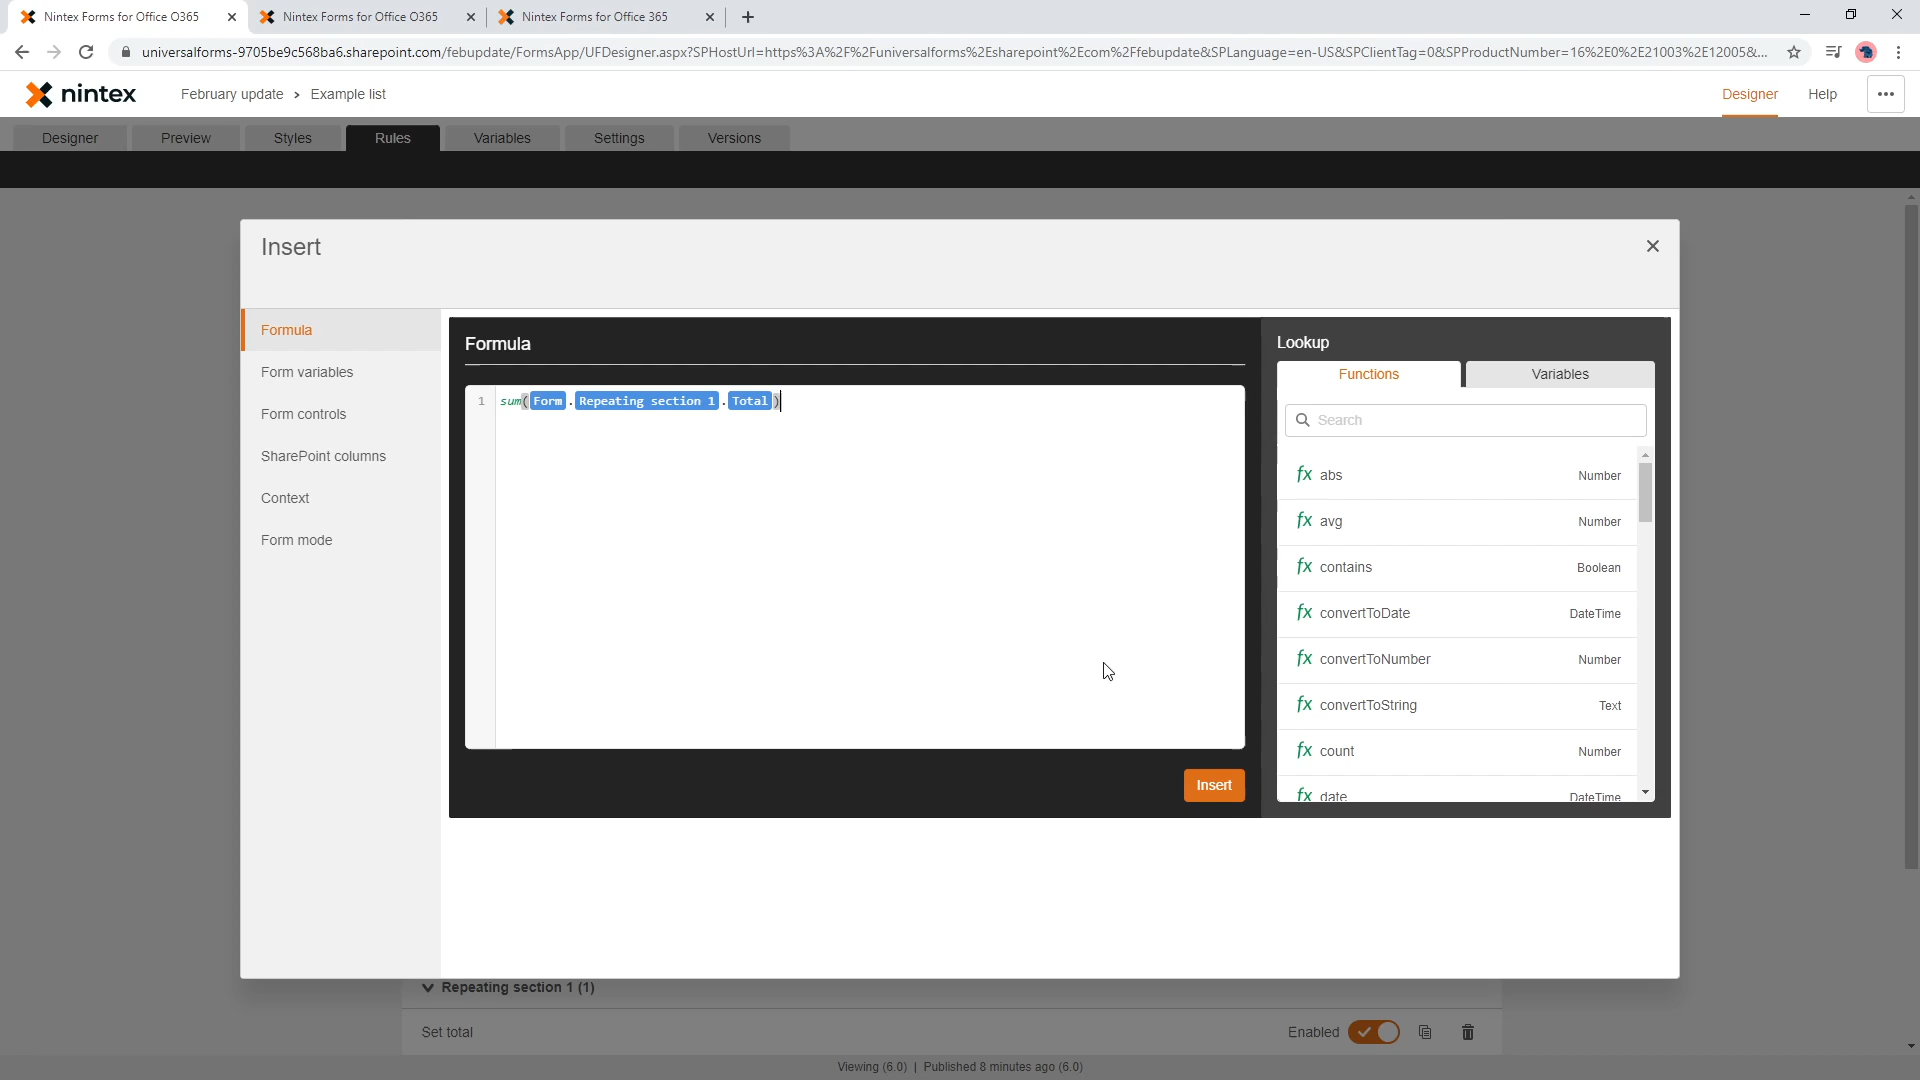 Nintex Forms for Office O365
Nintex Forms for Office O365
Nintex Forms for Office 365
universalforms-9705be9c568ba6.sharepoint.com/febupdate/FormsApp/UFDesigner.aspx?SPHostUrl=https%3A%2F%2Funiversalforms%2Esharepoint%2Ecom%2Ffebupdate&SPLanguage=en-US&SPClientTag=0&SPProductNumber=16%2E0%2E21003%2E12005&...
nintex
February update > Example list
Designer
Help
Designer
Preview
Styles
Rules
Variables
Settings
Versions
Insert
Formula
Form variables
Form controls
SharePoint columns
Context
Form mode
Formula
1 sum(Form.Repeating section 1.Total)
Insert
Lookup
Functions
Variables
Search
fx abs Number
fx avg Number
fx contains Boolean
fx convertToDate DateTime
fx convertToNumber Number
fx convertToString Text
fx count Number
fx date DateTime
Repeating section 1 (1)
Set total
Enabled
Viewing (6.0) | Published 8 minutes ago (6.0)